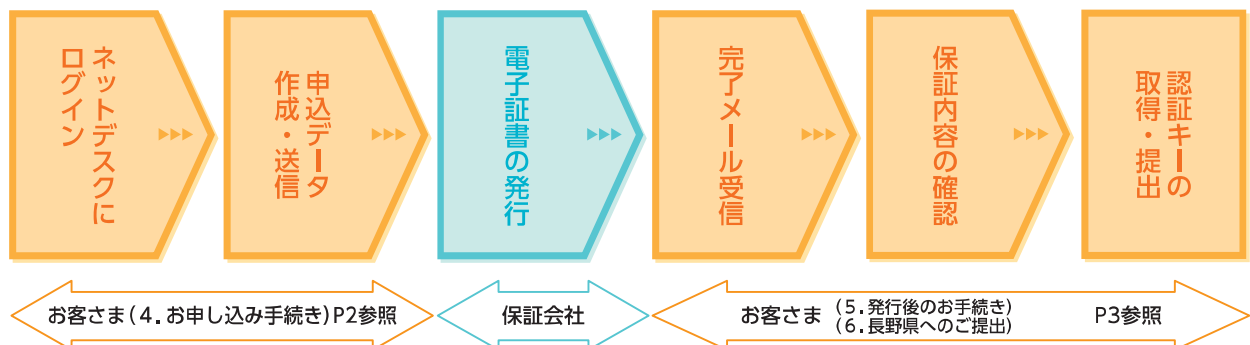 ネットデスクに
ログイン
申込データ
作成・送信
電子証書の発行
完了メール受信
保証内容の確認
認証キーの
取得・提出
お客さま(4.お申し込み手続き)P2参照
保証会社
お客さま (5.発行後のお手続き)
(6.長野県へのご提出)
P3参照